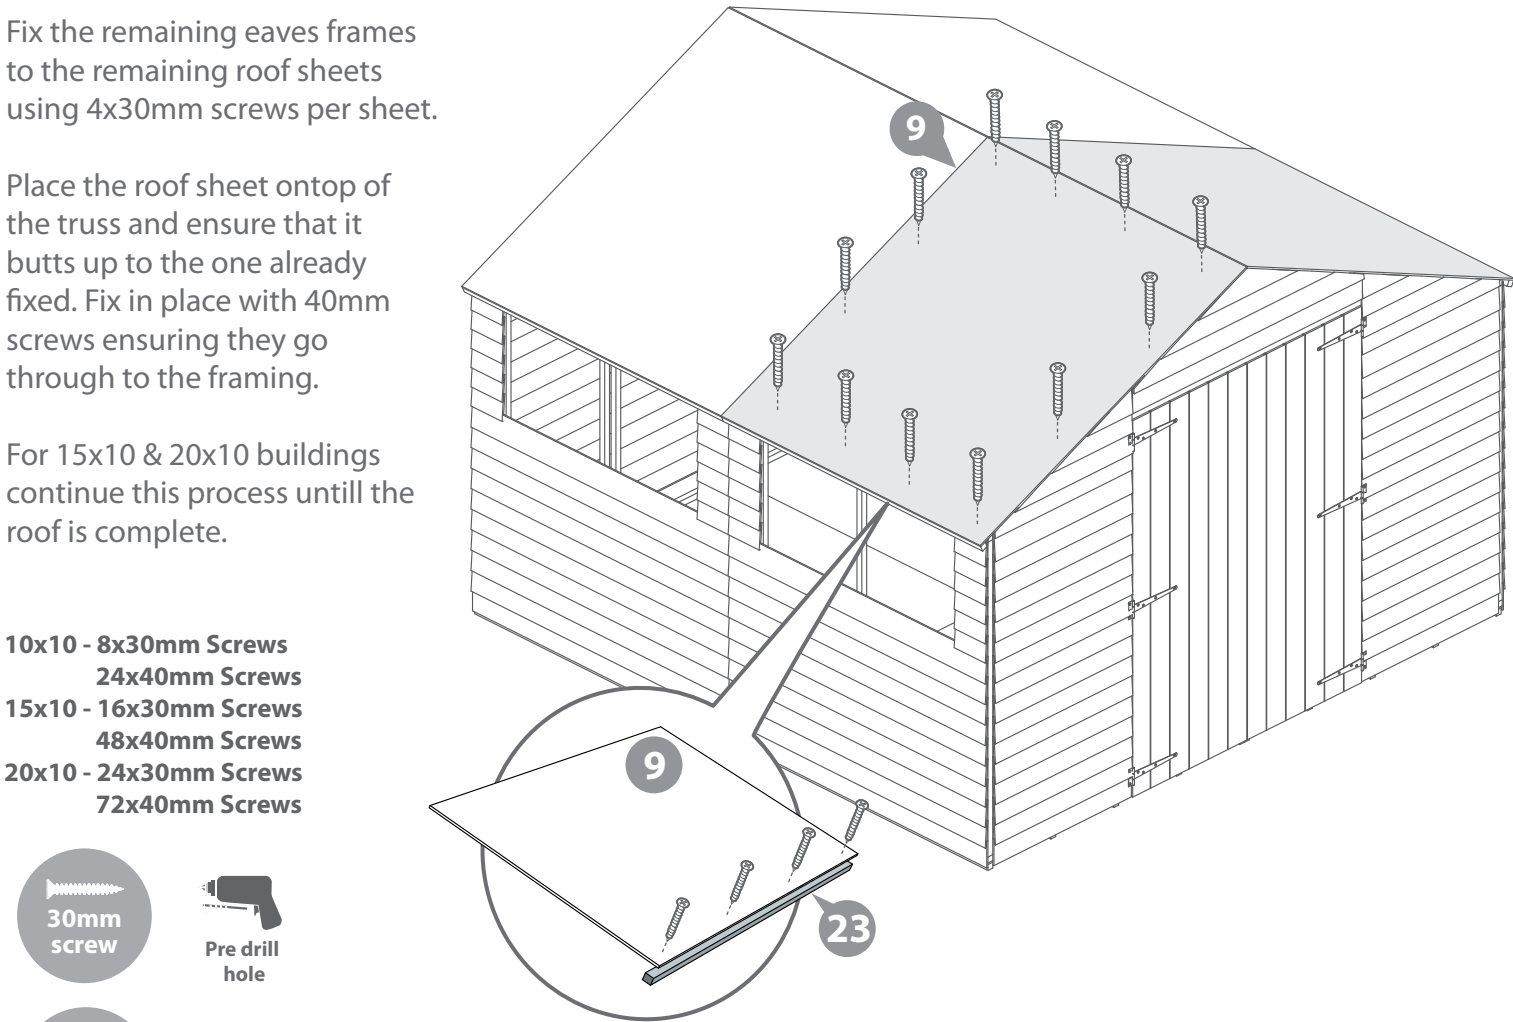 Fix the remaining eaves frames
to the remaining roof sheets
using 4x30mm screws per sheet.
Place the roof sheet ontop of
the truss and ensure that it
butts up to the one already
fixed. Fix in place with 40mm
screws ensuring they go
through to the framing.
For 15x10 & 20x10 buildings
continue this process untill the
roof is complete.
10x10 - 8x30mm Screws
24x40mm Screws
15x10 - 16x30mm Screws
48x40mm Screws
20x10 - 24x30mm Screws
72x40mm Screws
30mm
screw
Pre drill
hole
9
9
23